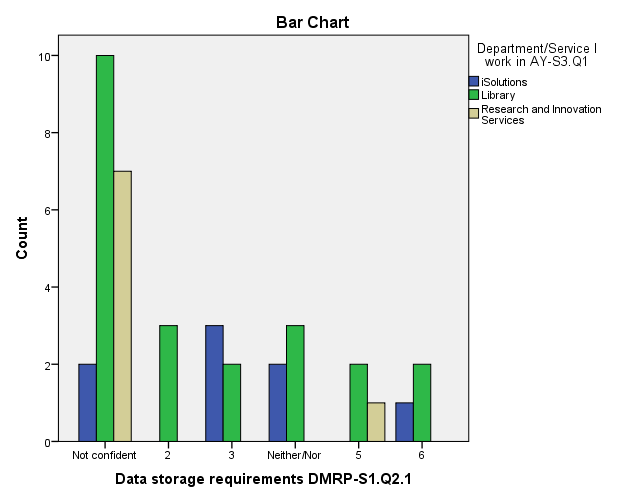 Bar Chart
Department/Service I
work in AY-S3.Q1
iSolutions
Library
Research and Innovation
Services
Count
10
8
6
4
2
0
Not confident
2
3
Neither/Nor
5
6
Data storage requirements DMRP-S1.Q2.1